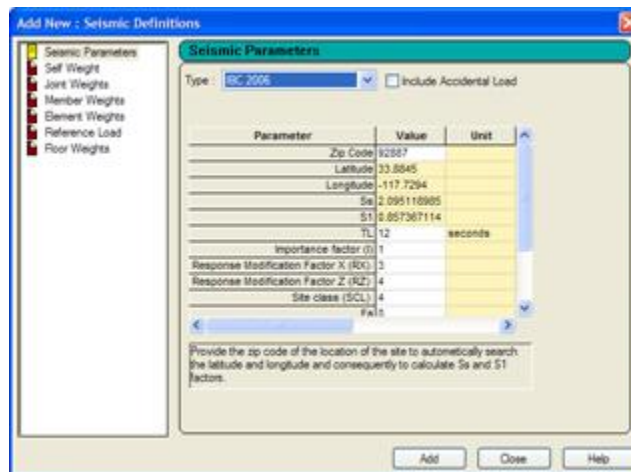 Add New : Seismic Definitions
Seismic Parameters
Self Weight
Joint Weights
Member Weights
Element Weights
Reference Load
Floor Weights
Seismic Parameters
Type : IBC 2006 Include Accidental Load
Parameter Value Unit
Zip Code 92887
Latitude 33.8845
Longitude -117.7294
Ss 2.095118985
S1 0.857367114
TL 12 seconds
Importance factor (I) 1
Response Modification Factor X (RX) 3
Response Modification Factor Z (RZ) 4
Site class (SCL) 4
Fa
Provide the zip code of the location of the site to automatically search
the latitude and longitude and consequently to calculate Ss and S1
factors.
Add Close Help